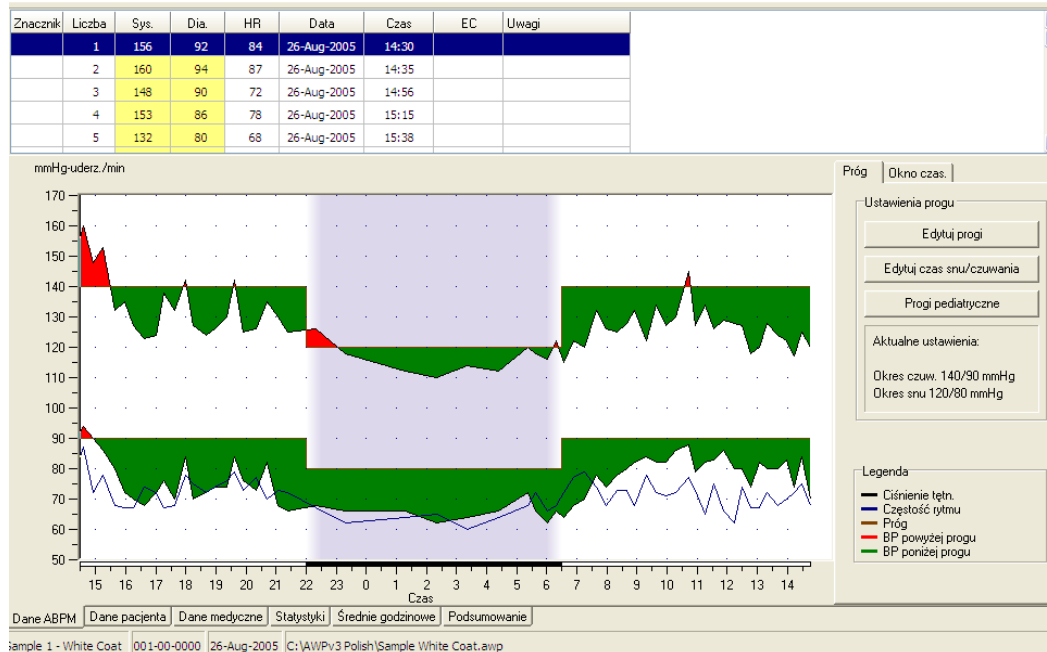 Znacznik Liczba Sys. Dia. HR Data Czas EC Uwagi
1 156 92 84 26-Aug-2005 14:30
2 160 94 87 26-Aug-2005 14:35
3 148 90 72 26-Aug-2005 14:56
4 153 86 78 26-Aug-2005 15:15
5 132 80 68 26-Aug-2005 15:38
mmHg-uderz./min
170
160
150
140
130
120
110
100
90
80
70
60
50
15 16 17 18 19 20 21 22 23 0 1 2 3 4 5 6 7 8 9 10 11 12 13 14
Czas
Próg Okno czas.
Ustawienia progu
Edytuj progi
Edytuj czas snu/czuwania
Progi pediatryczne
Aktualne ustawienia:
Okres czuw. 140/90 mmHg
Okres snu 120/80 mmHg
Legenda
Ciśnienie tętn.
Częstość rytmu
Próg
BP powyżej progu
BP poniżej progu
Dane ABPM Dane pacjenta Dane medyczne Statystyki Średnie godzinowe Podsumowanie
Sample 1 - White Coat 001-00-0000 26-Aug-2005 C:\AWPv3 Polish\Sample White Coat.awp